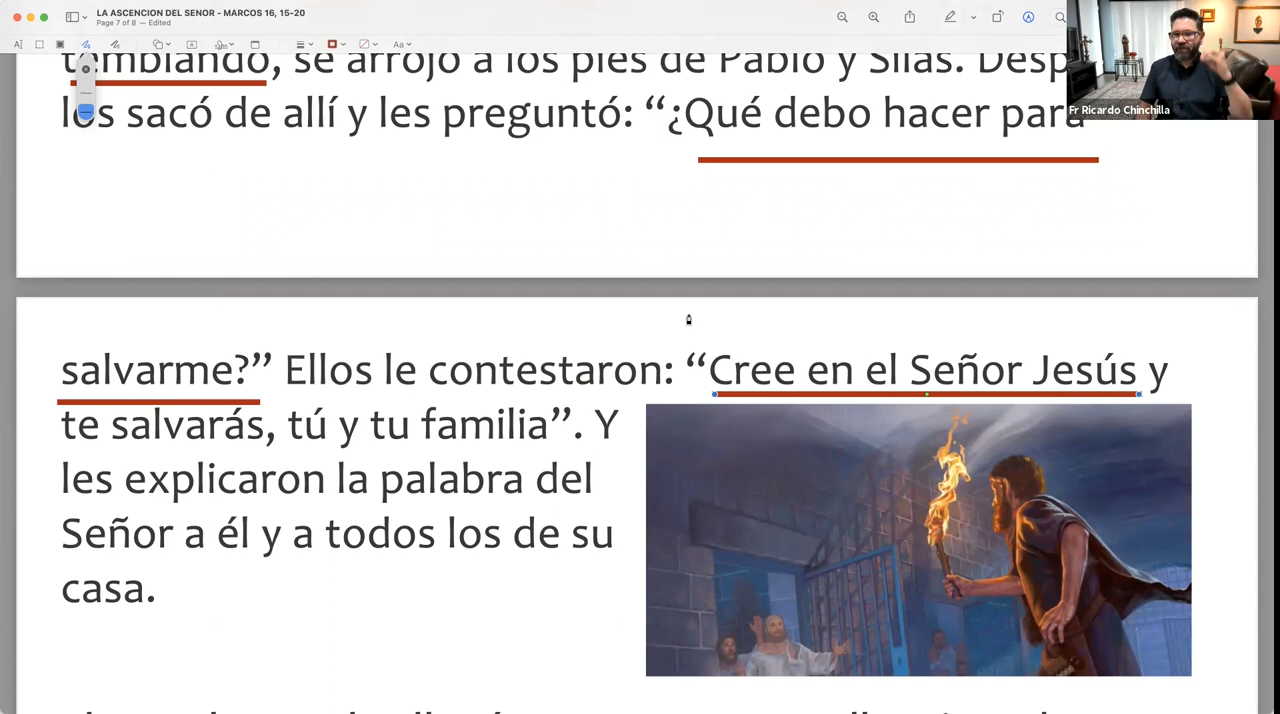 LA ASCENCION DEL SENOR - MARCOS 16, 15-20
Page 7 of 8 — Edited
Aa
Fr Ricardo Chinchilla
temblando, se arrojó a los pies de Pablo y Silas. Desp
los sacó de allí y les preguntó: “¿Qué debo hacer para
salvarme?” Ellos le contestaron: “Cree en el Señor Jesús y
te salvarás, tú y tu familia”. Y
les explicaron la palabra del
Señor a él y a todos los de su
casa.